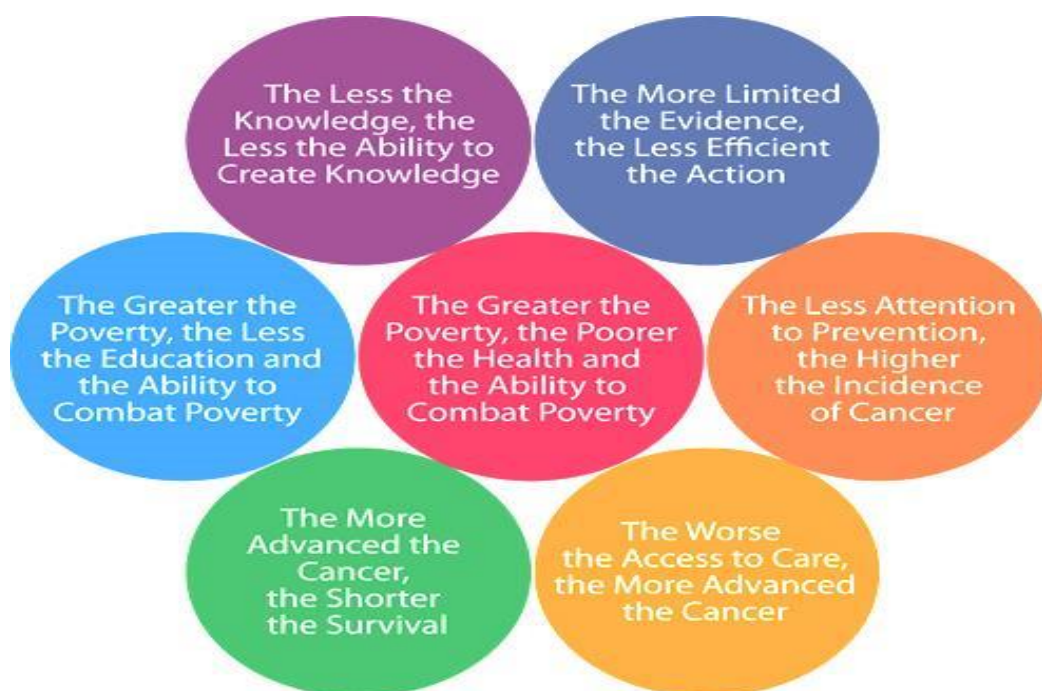 The Less the
Knowledge, the
Less the Ability to
Create Knowledge
The More Limited
the Evidence,
the Less Efficient
the Action
The Greater the
Poverty, the Less
the Education and
the Ability to
Combat Poverty
The Greater the
Poverty, the Poorer
the Health and
the Ability to
Combat Poverty
The Less Attention
to Prevention,
the Higher
the Incidence
of Cancer
The More
Advanced the
Cancer,
the Shorter
the Survival
The Worse
the Access to Care,
the More Advanced
the Cancer